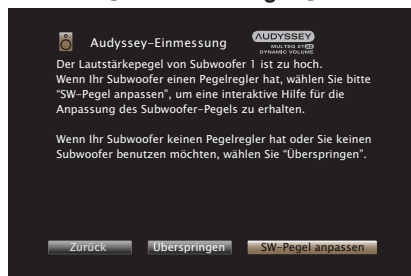 Audyssey-Einmessung
AUDYSSEY
MULTEQ XT32
DYNAMIC VOLUME
Der Lautstärkepegel von Subwoofer 1 ist zu hoch.
Wenn Ihr Subwoofer einen Pegelregler hat, wählen Sie bitte
“SW-Pegel anpassen”, um eine interaktive Hilfe für die
Anpassung des Subwoofer-Pegels zu erhalten.
Wenn Ihr Subwoofer keinen Pegelregler hat oder Sie keinen
Subwoofer benutzen möchten, wählen Sie “Überspringen”.
Zurück Überspringen SW-Pegel anpassen